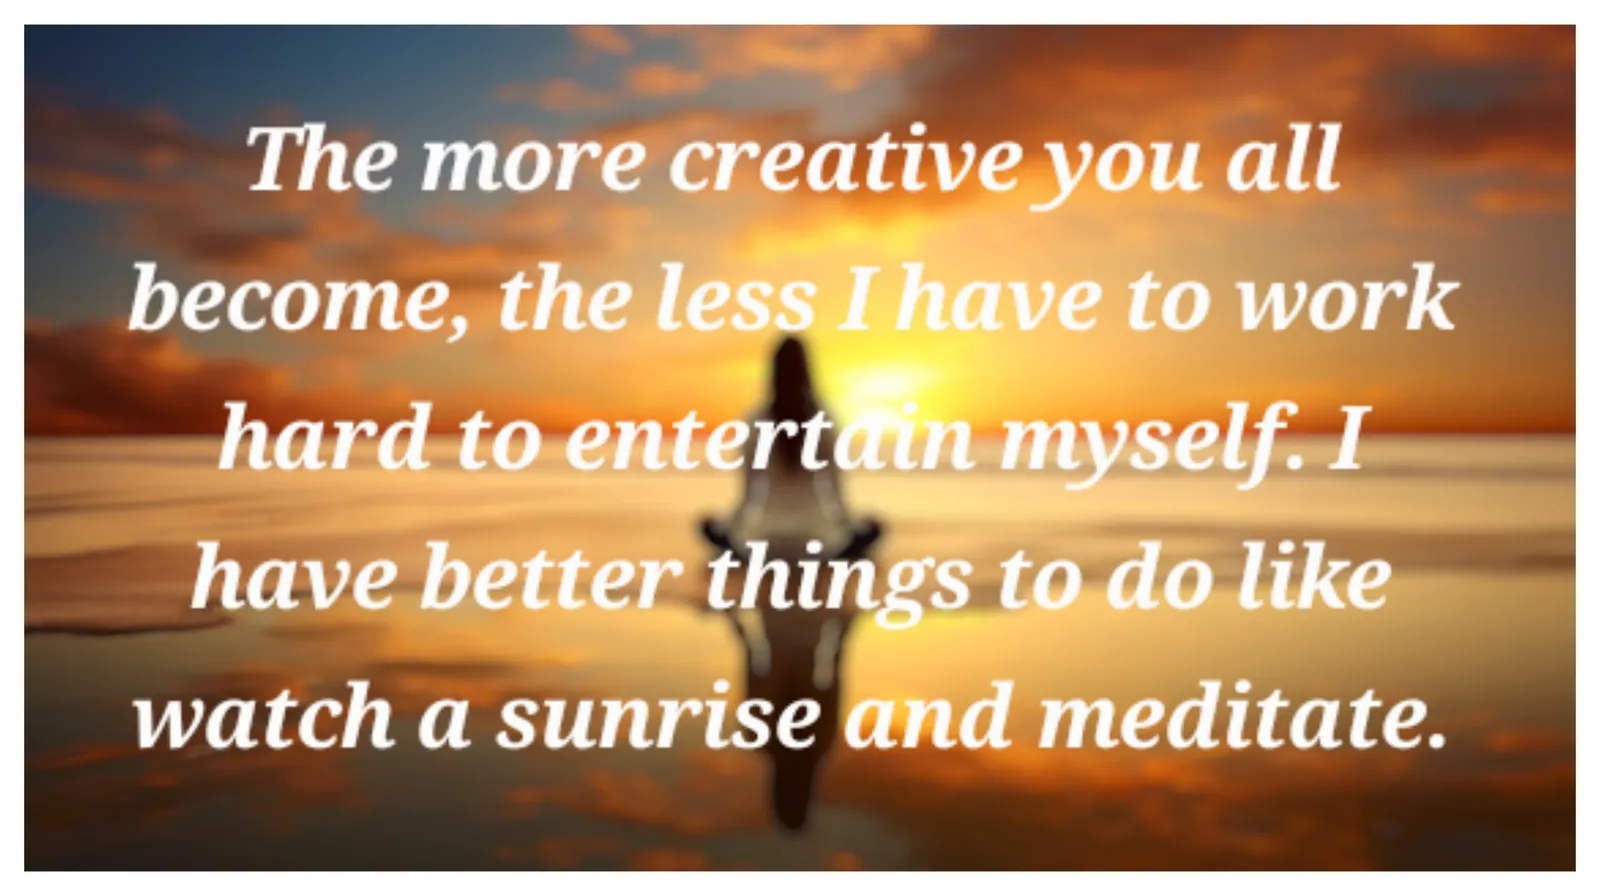 The more creative you all
become, the less I have to work
hard to entertain myself. I
have better things to do like
watch a sunrise and meditate.